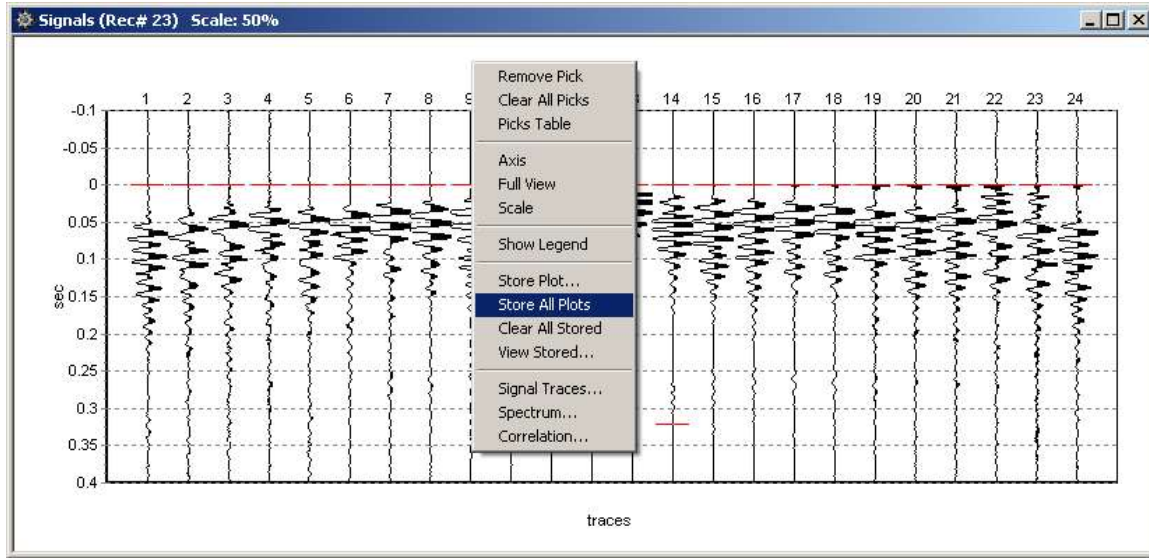 Signals (Rec# 23) Scale: 50%
Remove Pick
Clear All Picks
Picks Table
Axis
Full View
Scale
Show Legend
Store Plot...
Store All Plots
Clear All Stored
View Stored...
Signal Traces...
Spectrum...
Correlation...
1 2 3 4 5 6 7 8 14 15 16 17 18 19 20 21 22 23 24
-0.1
-0.05
0
0.05
0.1
0.15
0.2
0.25
0.3
0.35
0.4
sec
traces